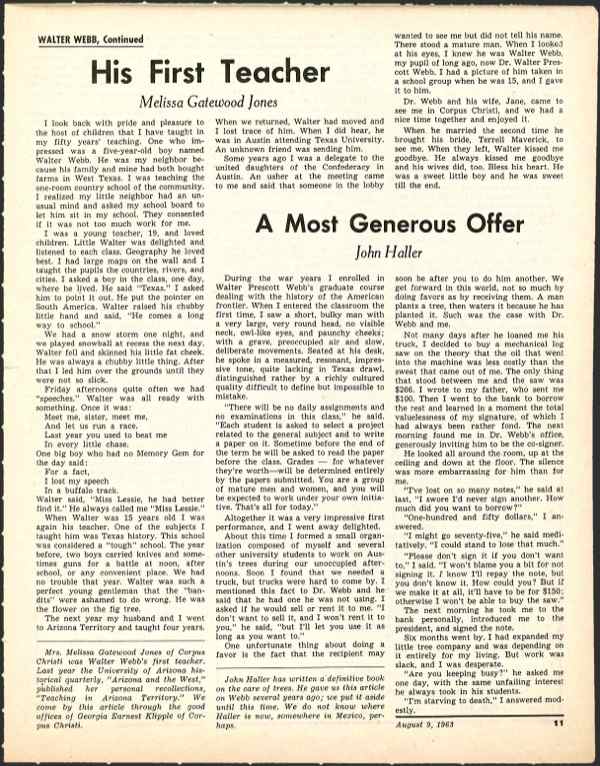 WALTER WEBB, Continued
His First Teacher
Melissa Gatewood Jones
I look back with pride and pleasure to
the host of children that I have taught in
my fifty years' teaching. One who im-
pressed was a five-year-old boy named
Walter Webb. He was my neighbor be-
cause his family and mine had both bought
farms in West Texas. I was teaching the
one-room country school of the community.
I realized my little neighbor had an un-
usual mind and asked my school board to
let him sit in my school. They consented
if it was not too much work for me.
I was a young teacher, 19, and loved
children. Little Walter was delighted and
listened to each class. Geography he loved
best. I had large maps on the wall and I
taught the pupils the countries, rivers, and
cities. I asked a boy in the class, one day,
where he lived. He said "Texas." I asked
him to point it out. He put the pointer on
South America. Walter raised his chubby
little hand and said, "He comes a long
way to school."
We had a snow storm one night, and
we played snowball at recess the next day.
Walter fell and skinned his little fat cheek.
He was always a chubby little thing. After
that I led him over the grounds until they
were not so slick.
Friday afternoons quite often we had
"speeches." Walter was all ready with
something. Once it was:
Meet me, sister, meet me,
And let us run a race.
Last year you used to beat me
In every little chase.
One big boy who had no Memory Gem for
the day said:
For a fact,
I lost my speech
In a buffalo track.
Walter said, "Miss Lessie, he had better
find it." He always called me "Miss Lessie."
When Walter was 15 years old I was
again his teacher. One of the subjects I
taught him was Texas history. This school
was considered a "tough" school. The year
before, two boys carried knives and some-
times guns for a battle at noon, after
school, or any convenient place. We had
no trouble that year. Walter was such a
perfect young gentleman that the "ban-
dits" were ashamed to do wrong. He was
the flower on the fig tree.
The next year my husband and I went
to Arizona Territory and taught four years.
Mrs. Melissa Gatewood Jones of Corpus
Christi was Walter Webb's first teacher.
Last year the University of Arizona his-
torical quarterly, "Arizona and the West,"
published her personal recollections,
"Teaching in Arizona Territory." We
come by this article through the good
offices of Georgia Earnest Klipple of Cor-
pus Christi.
When we returned, Walter had moved and
I lost trace of him. When I did hear, he
was in Austin attending Texas University.
An unknown friend was sending him.
Some years ago I was a delegate to the
united daughters of the Confederacy in
Austin. An usher at the meeting came
to me and said that someone in the lobby
wanted to see me but did not tell his name.
There stood a mature man. When I looked
at his eyes, I knew he was Walter Webb,
my pupil of long ago, now Dr. Walter Pres-
cott Webb. I had a picture of him taken in
a school group when he was 15, and I gave
it to him.
Dr. Webb and his wife, Jane, came to
see me in Corpus Christi, and we had a
nice time together and enjoyed it.
When he married the second time he
brought his bride, Terrell Maverick, to
see me. When they left, Walter kissed me
goodbye. He always kissed me goodbye
and his wives did, too. Bless his heart. He
was a sweet little boy and he was sweet
till the end.
A Most Generous Offer
John Haller
During the war years I enrolled in
Walter Prescott Webb's graduate course
dealing with the history of the American
frontier. When I entered the classroom the
first time, I saw a short, bulky man with
a very large, very round head, no visible
neck, owl-like eyes, and paunchy cheeks;
with a grave, preoccupied air and slow,
deliberate movements. Seated at his desk,
he spoke in a measured, resonant, impres-
sive tone, quite lacking in Texas drawl,
distinguished rather by a richly cultured
quality difficult to define but impossible to
mistake.
"There will be no daily assignments and
no examinations in this class," he said.
"Each student is asked to select a project
related to the general subject and to write
a paper on it. Sometime before the end of
the term he will be asked to read the paper
before the class. Grades — for whatever
they're worth—will be determined entirely
by the papers submitted. You are a group
of mature men and women, and you will
be expected to work under your own initia-
tive. That's all for today."
Altogether it was a very impressive first
performance, and I went away delighted.
About this time I formed a small organ-
ization composed of myself and several
other university students to work on Aus-
tin's trees during our unoccupied after-
noons. Soon I found that we needed a
truck, but trucks were hard to come by. I
mentioned this fact to Dr. Webb and he
said that he had one he was not using. I
asked if he would sell or rent it to me. "I
don't want to sell it, and I won't rent it to
you," he said, "but I'll let you use it as
long as you want to."
One unfortunate thing about doing a
favor is the fact that the recipient may
John Haller has written a definitive book
on the care of trees. He gave us this article
on Webb several years ago; we put it aside
until this time. We do not know where
Haller is now, somewhere in Mexico, per-
haps.
soon be after you to do him another. We
get forward in this world, not so much by
doing favors as by receiving them. A man
plants a tree, then waters it because he has
planted it. Such was the case with Dr.
Webb and me.
Not many days after he loaned me his
truck, I decided to buy a mechanical log
saw on the theory that the oil that went
into the machine was less costly than the
sweat that came out of me. The only thing
that stood between me and the saw was
$266. I wrote to my father, who sent me
$100. Then I went to the bank to borrow
the rest and learned in a moment the total
valuelessness of my signature, of which I
had always been rather fond. The next
morning found me in Dr. Webb's office,
generously inviting him to be the co-signer.
He looked all around the room, up at the
ceiling and down at the floor. The silence
was more embarrassing for him than for
me.
"I've lost on so many notes," he said at
last, "I swore I'd never sign another. How
much did you want to borrow?"
"One-hundred and fifty dollars," I an-
swered.
"I might go seventy-five," he said medi-
tatively. "I could stand to lose that much."
"Please don't sign it if you don't want
to," I said. "I won't blame you a bit for not
signing it. I know I'll repay the note, but
you don't know it. How could you? But if
we make it at all, it'll have to be for $150;
otherwise I won't be able to buy the saw."
The next morning he took me to the
bank personally, introduced me to the
president, and signed the note.
Six months went by. I had expanded my
little tree company and was depending on
it entirely for my living. But work was
slack, and I was desperate.
"Are you keeping busy?" he asked me
one day, with the same unfailing interest
he always took in his students.
"I'm starving to death," I answered mod-
estly.
August 9, 1963
11